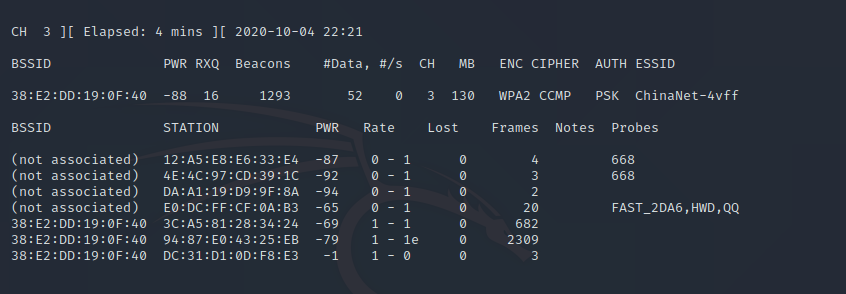 CH  3 ][ Elapsed: 4 mins ][ 2020-10-04 22:21
BSSID              PWR RXQ  Beacons    #Data, #/s  CH   MB   ENC CIPHER  AUTH ESSID
38:E2:DD:19:0F:40  -88  16     1293       52    0   3  130   WPA2 CCMP   PSK  ChinaNet-4vff
BSSID              STATION            PWR   Rate    Lost    Frames  Notes  Probes
(not associated)   12:A5:E8:E6:33:E4  -87    0 - 1      0        4         668
(not associated)   4E:4C:97:CD:39:1C  -92    0 - 1      0        3         668
(not associated)   DA:A1:19:D9:9F:8A  -94    0 - 1      0        2
(not associated)   E0:DC:FF:CF:0A:B3  -65    0 - 1      0       20         FAST_2DA6,HWD,QQ
38:E2:DD:19:0F:40  3C:A5:81:28:34:24  -69    1 - 1      0      682
38:E2:DD:19:0F:40  94:87:E0:43:25:EB  -79    1 - 1e     0     2309
38:E2:DD:19:0F:40  DC:31:D1:0D:F8:E3   -1    1 - 0      0        3